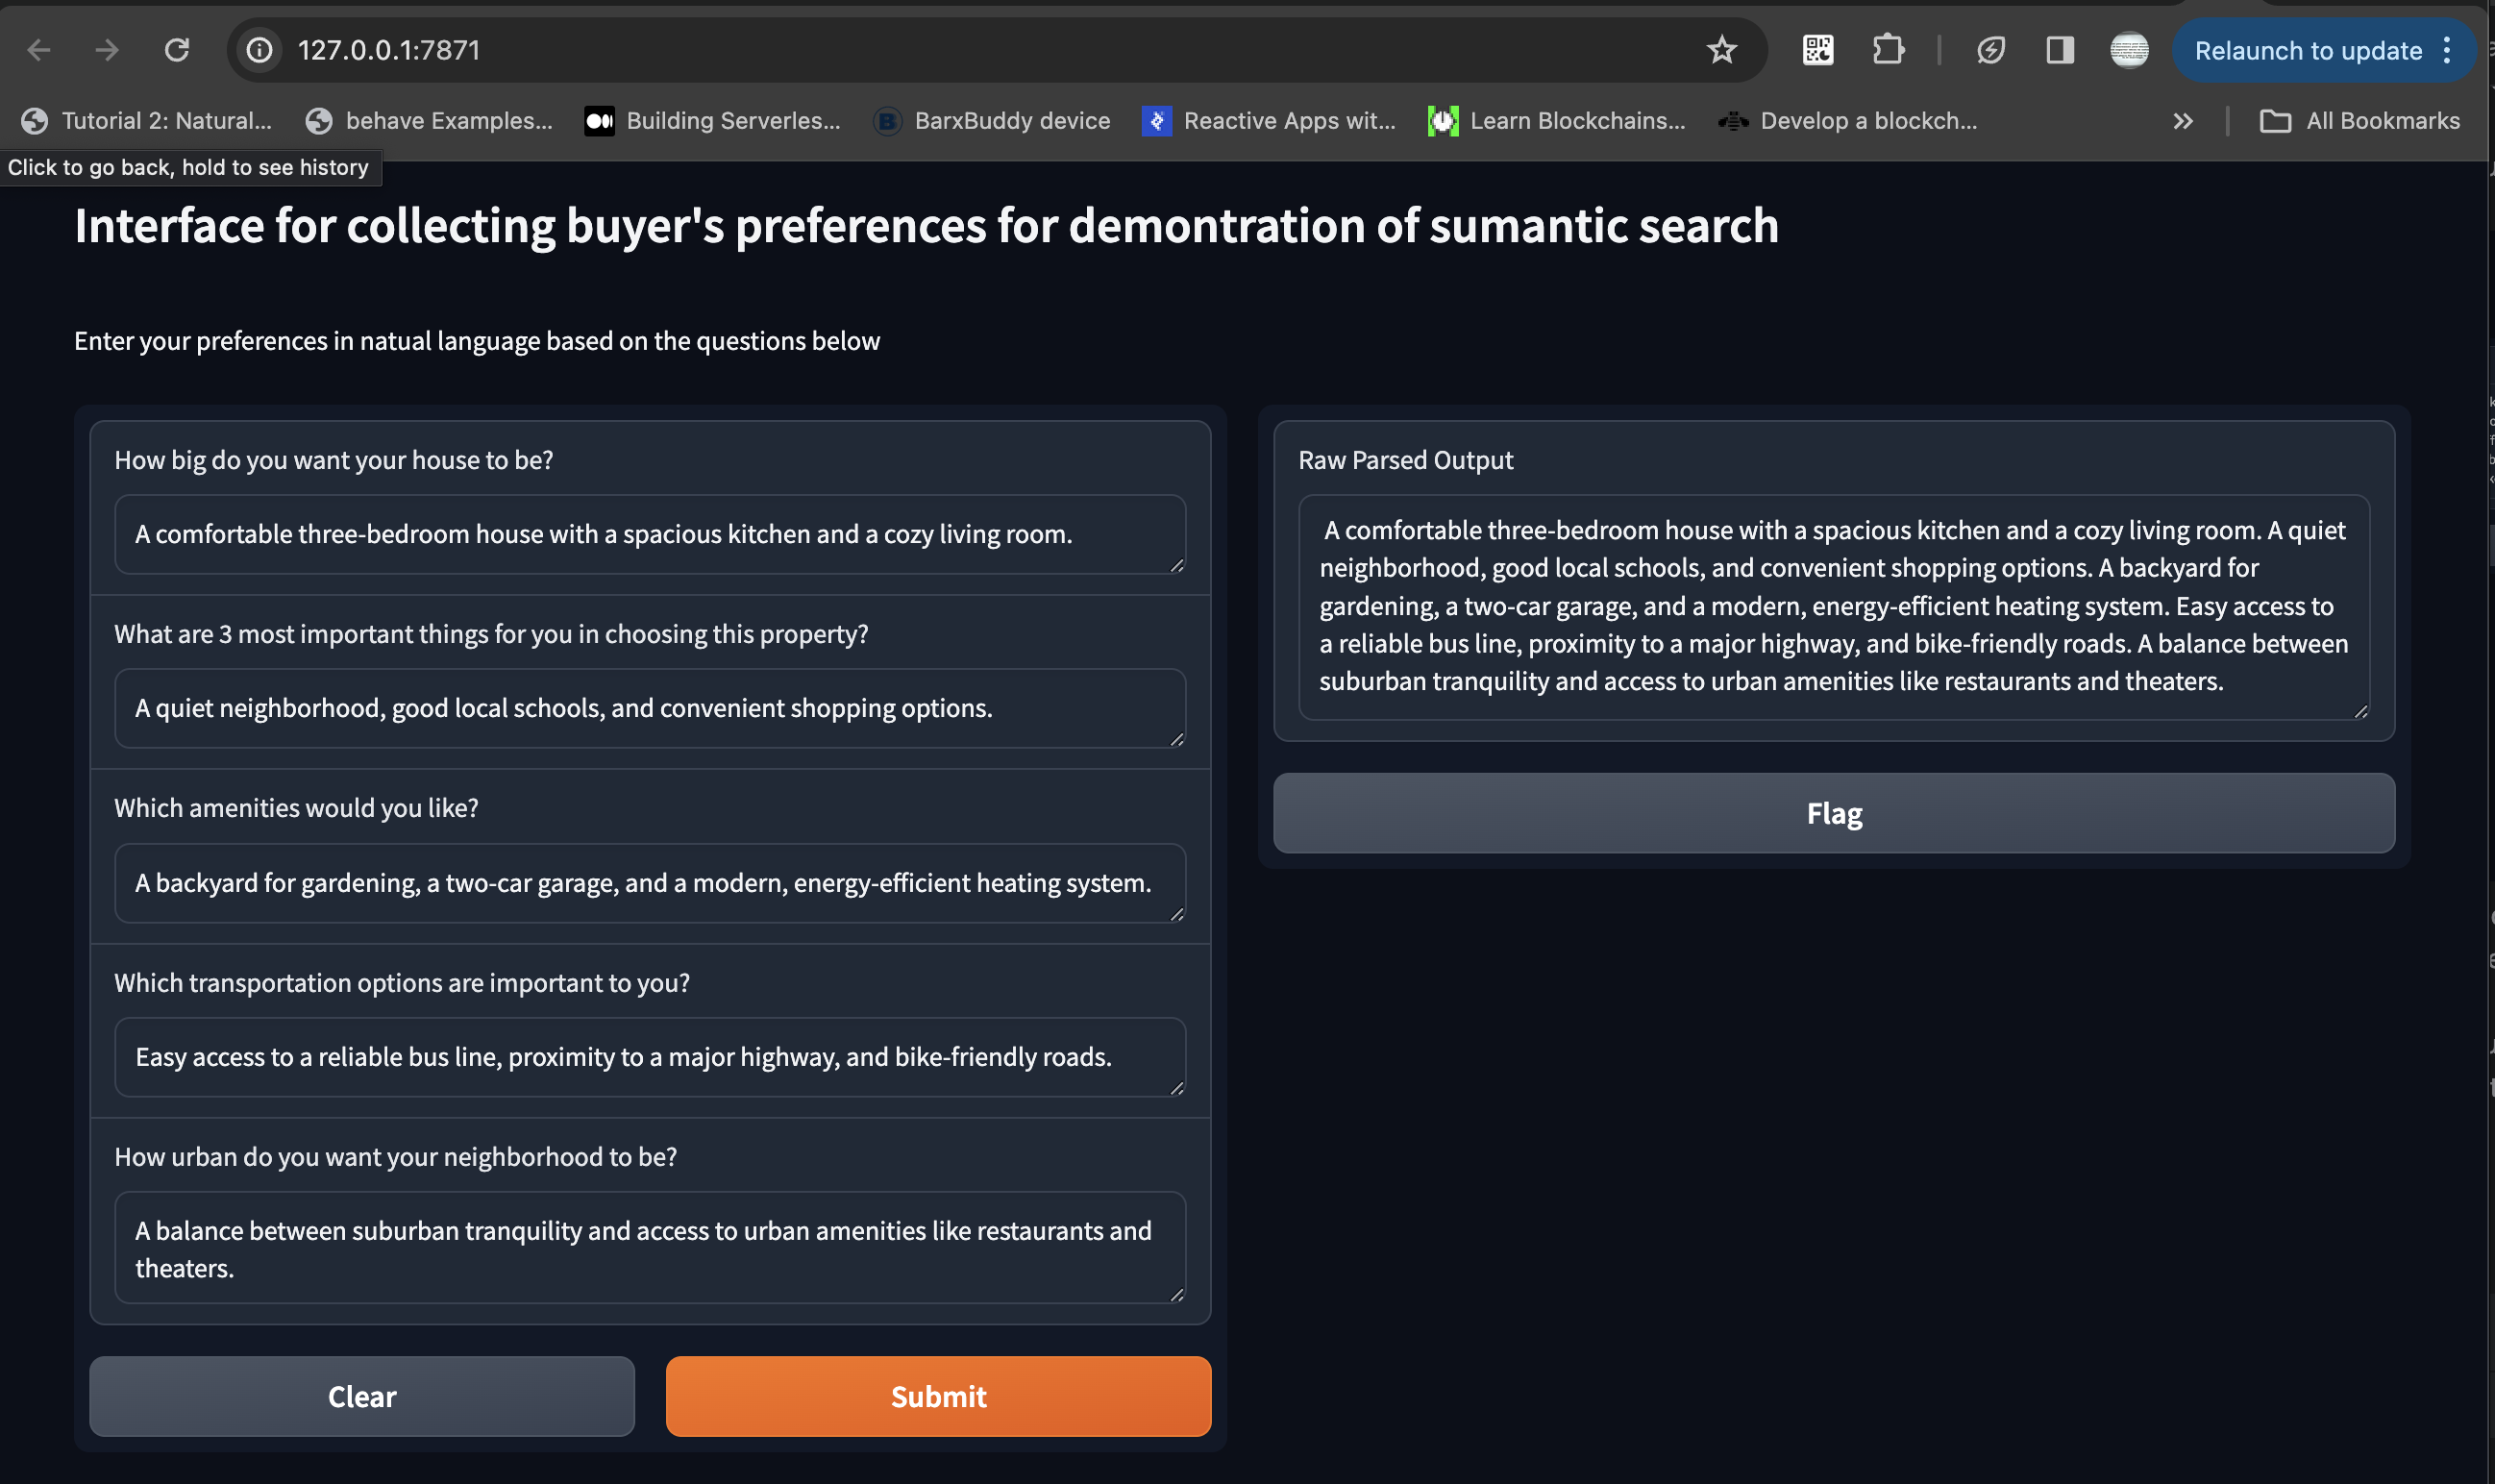 127.0.0.1:7871
Relaunch to update
Tutorial 2: Natural...
behave Examples...
Building Serverles...
BarxBuddy device
Reactive Apps wit...
Learn Blockchains...
Develop a blockch...
All Bookmarks
Click to go back, hold to see history
Interface for collecting buyer's preferences for demontration of sumantic search
Enter your preferences in natual language based on the questions below
How big do you want your house to be?
A comfortable three-bedroom house with a spacious kitchen and a cozy living room.
What are 3 most important things for you in choosing this property?
A quiet neighborhood, good local schools, and convenient shopping options.
Which amenities would you like?
A backyard for gardening, a two-car garage, and a modern, energy-efficient heating system.
Which transportation options are important to you?
Easy access to a reliable bus line, proximity to a major highway, and bike-friendly roads.
How urban do you want your neighborhood to be?
A balance between suburban tranquility and access to urban amenities like restaurants and
theaters.
Clear
Submit
Raw Parsed Output
A comfortable three-bedroom house with a spacious kitchen and a cozy living room. A quiet
neighborhood, good local schools, and convenient shopping options. A backyard for
gardening, a two-car garage, and a modern, energy-efficient heating system. Easy access to
a reliable bus line, proximity to a major highway, and bike-friendly roads. A balance between
suburban tranquility and access to urban amenities like restaurants and theaters.
Flag